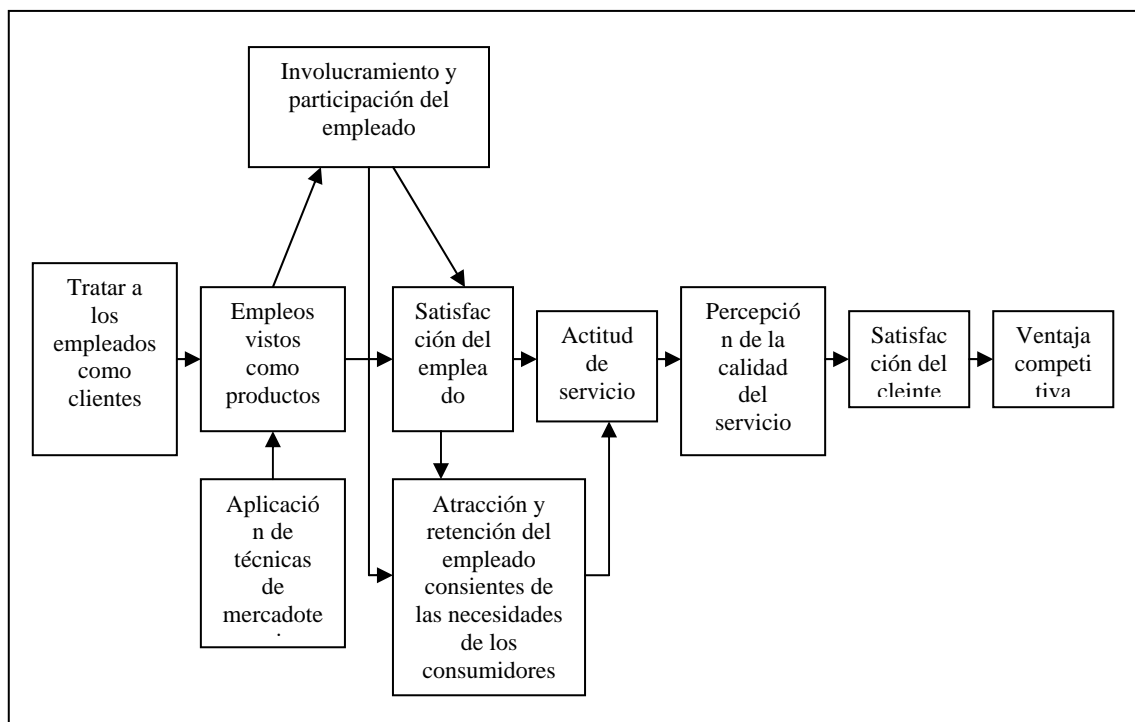 Involucramiento y
participación del
empleado
Tratar a
los
empleados
como
clientes
Empleos
vistos
como
productos
Satisfac
ción del
emplea
do
Actitud
de
servicio
Percepció
n de la
calidad
del
servicio
Satisfac
ción del
cleinte
Ventaja
competi
tiva
Aplicació
n de
técnicas
de
mercadote
Atracción y
retención del
empleado
consientes de
las necesidades
de los
consumidores